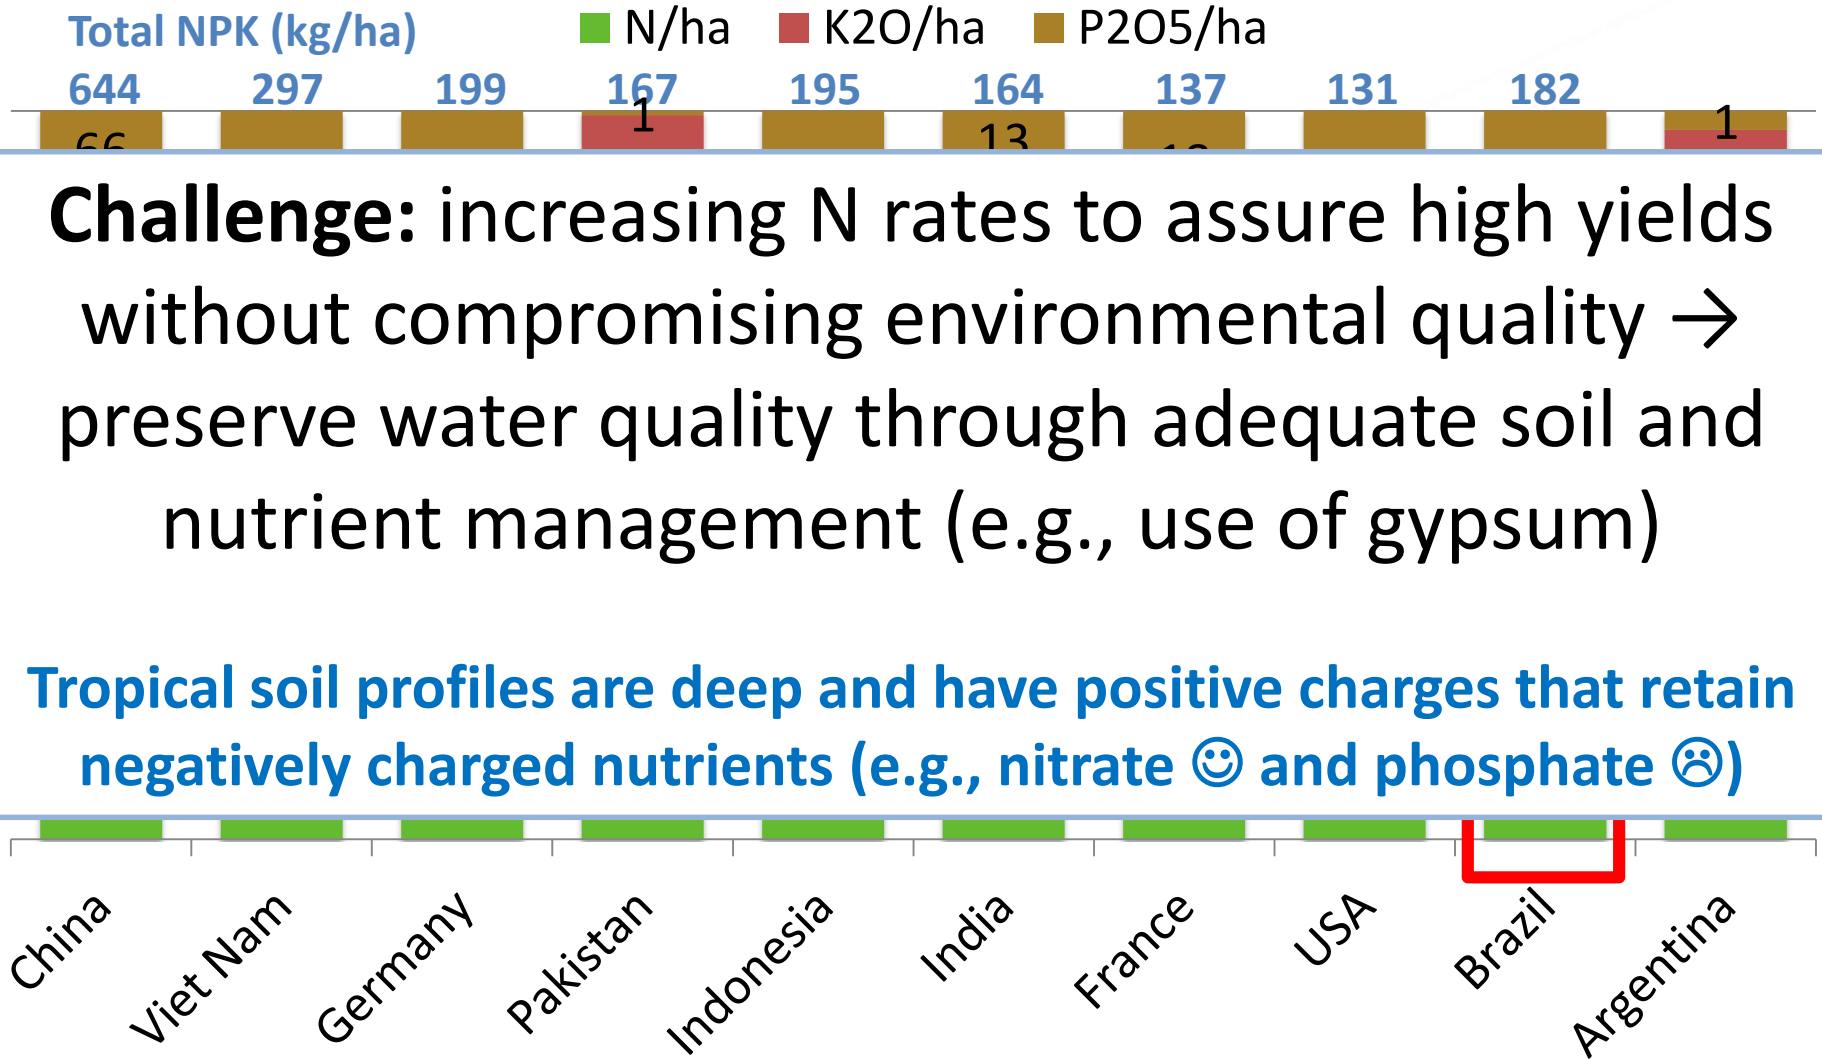 Total NPK (kg/ha) N/ha K2O/ha P2O5/ha
644 297 199 167 195 164 137 131 182
66 1 13 1
Challenge: increasing N rates to assure high yields
without compromising environmental quality →
preserve water quality through adequate soil and
nutrient management (e.g., use of gypsum)
Tropical soil profiles are deep and have positive charges that retain
negatively charged nutrients (e.g., nitrate ☺ and phosphate ☹)
China Viet Nam Germany Pakistan Indonesia India France USA Brazil Argentina